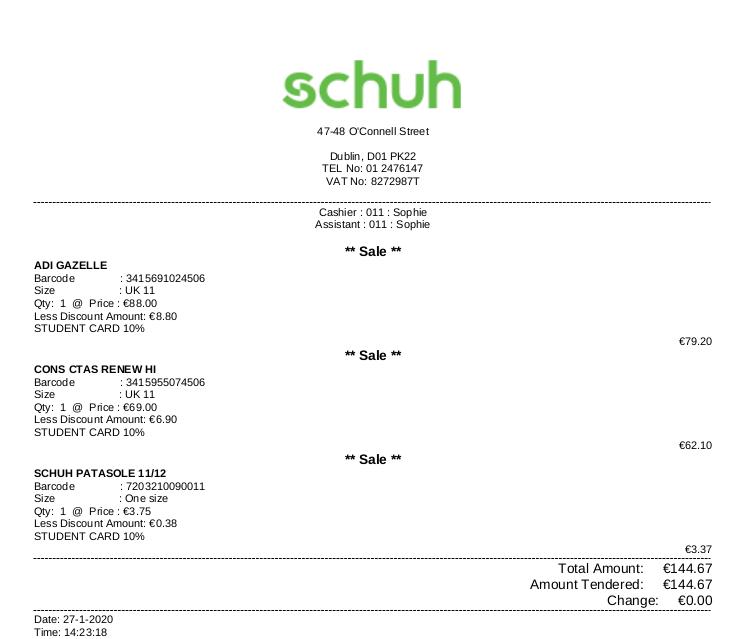 schuh
47-48 O'Connell Street
Dublin, D01 PK22
TEL No: 01 2476147
VAT No: 8272987T
Cashier : 011 : Sophie
Assistant : 011 : Sophie
** Sale **
ADI GAZELLE
Barcode : 3415691024506
Size : UK 11
Qty: 1 @ Price : €88.00
Less Discount Amount: €8.80
STUDENT CARD 10%
€79.20
** Sale **
CONS CTAS RENEW HI
Barcode : 3415955074506
Size : UK 11
Qty: 1 @ Price : €69.00
Less Discount Amount: €6.90
STUDENT CARD 10%
€62.10
** Sale **
SCHUH PATASOLE 11/12
Barcode : 7203210090011
Size : One size
Qty: 1 @ Price : €3.75
Less Discount Amount: €0.38
STUDENT CARD 10%
€3.37
Total Amount: €144.67
Amount Tendered: €144.67
Change: €0.00
Date: 27-1-2020
Time: 14:23:18